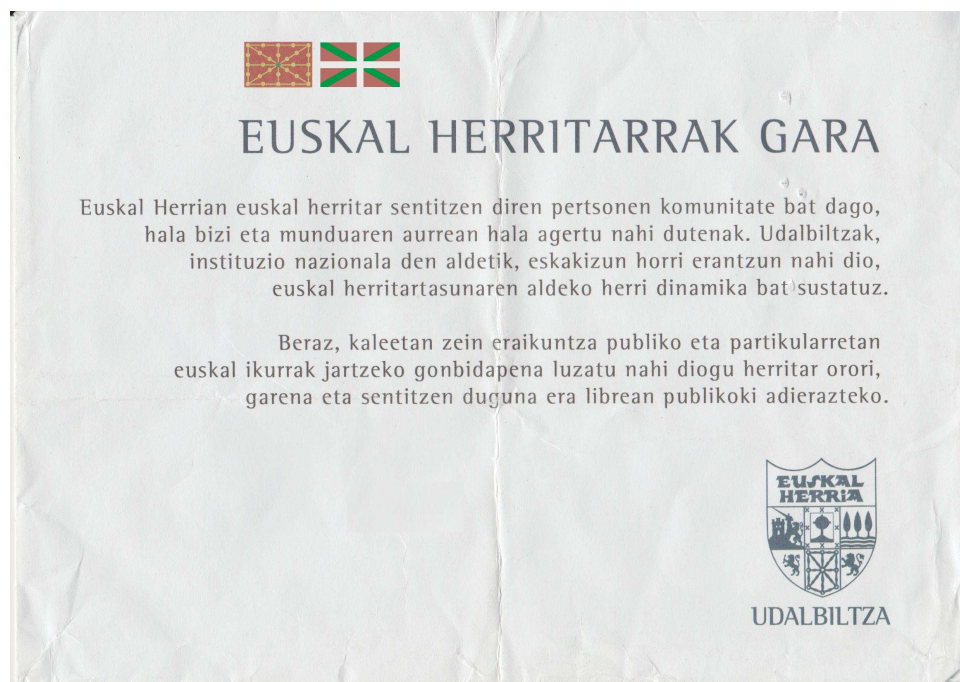 EUSKAL HERRITARRAK GARA
Euskal Herrian euskal herritar sentitzen diren pertsonen komunitate bat dago,
hala bizi eta munduaren aurrean hala agertu nahi dutenak. Udalbiltzak,
instituzio nazionala den aldetik, eskakizun horri erantzun nahi dio,
euskal herritartasunaren aldeko herri dinamika bat sustatuz.
Beraz, kaleetan zein eraikuntza publiko eta partikularretan
euskal ikurrak jartzeko gonbidapena luzatu nahi diogu herritar orori,
garena eta sentitzen duguna era librean publikoki adierazteko.
EUSKAL
HERRiA
UDALBILTZA